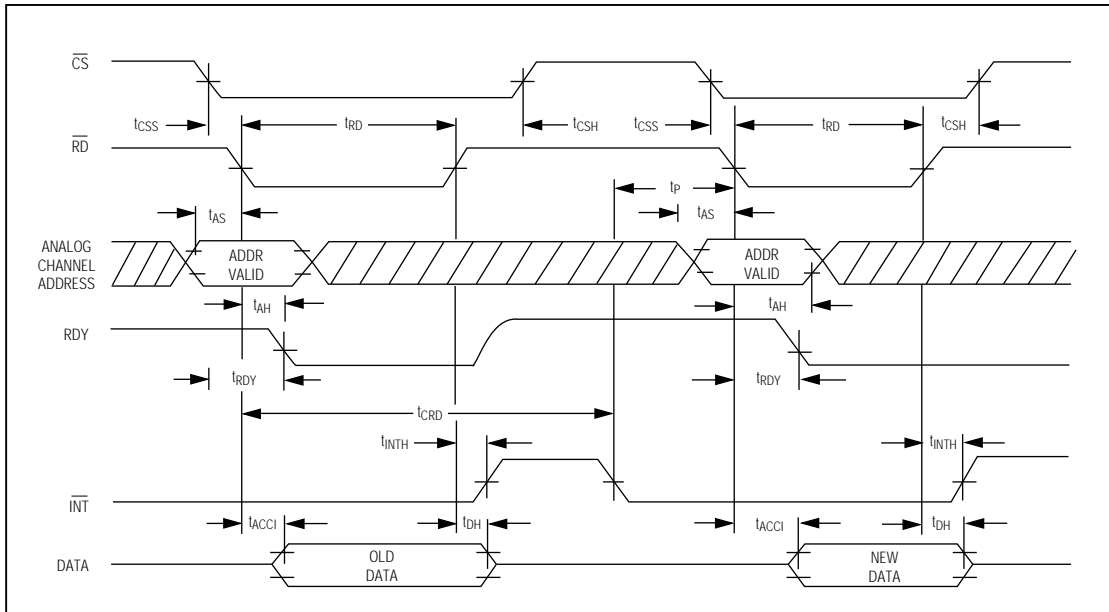 CS
tCSS tRD tCSH tCSS tRD tCSH
RD
tP
tAS tAS
ANALOG
CHANNEL
ADDRESS
ADDR
VALID
ADDR
VALID
tAH tAH
RDY
tRDY tRDY
tCRD
tINTH tINTH
INT
tACCI tDH tACCI tDH
DATA
OLD
DATA
NEW
DATA